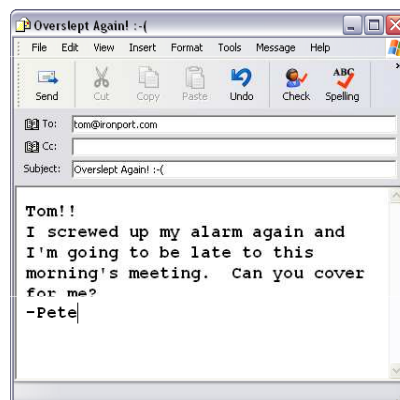 Overslept Again! :-(
File Edit View Insert Format Tools Message Help
Send Cut Copy Paste Undo ABC Check Spelling
To: tom@ironport.com
Cc:
Subject: Overslept Again! :-(
Tom!!
I screwed up my alarm again and
I'm going to be late to this
morning's meeting. Can you cover
for me?
-Pete